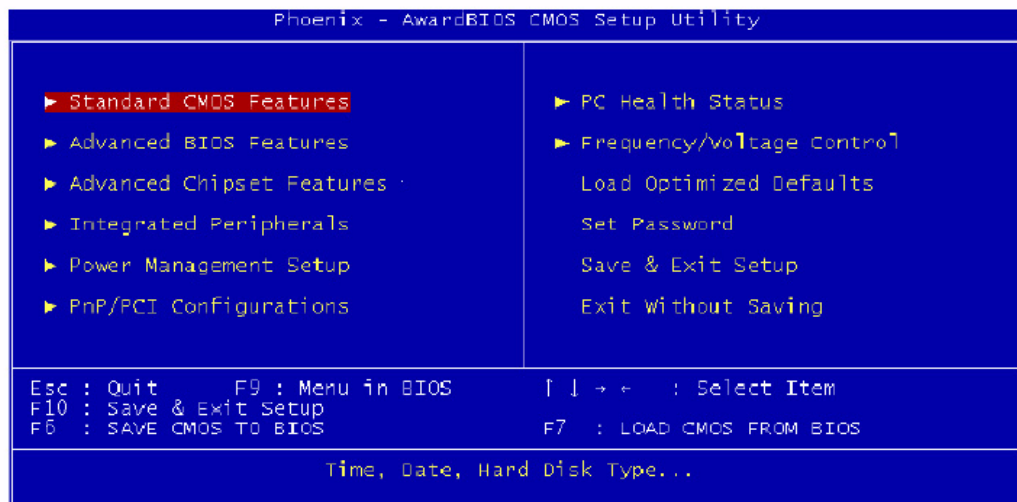 Phoenix - AwardBIOS CMOS Setup Utility
► Standard CMOS Features
► Advanced BIOS Features
► Advanced Chipset Features
► Integrated Peripherals
► Power Management Setup
► PnP/PCI Configurations
► PC Health Status
► Frequency/Voltage Control
Load Optimized Defaults
Set Password
Save & Exit Setup
Exit Without Saving
Esc : Quit F9 : Menu in BIOS ↑ ↓ → ← : Select Item
F10 : Save & Exit Setup
F6 : SAVE CMOS TO BIOS F7 : LOAD CMOS FROM BIOS
Time, Date, Hard Disk Type...